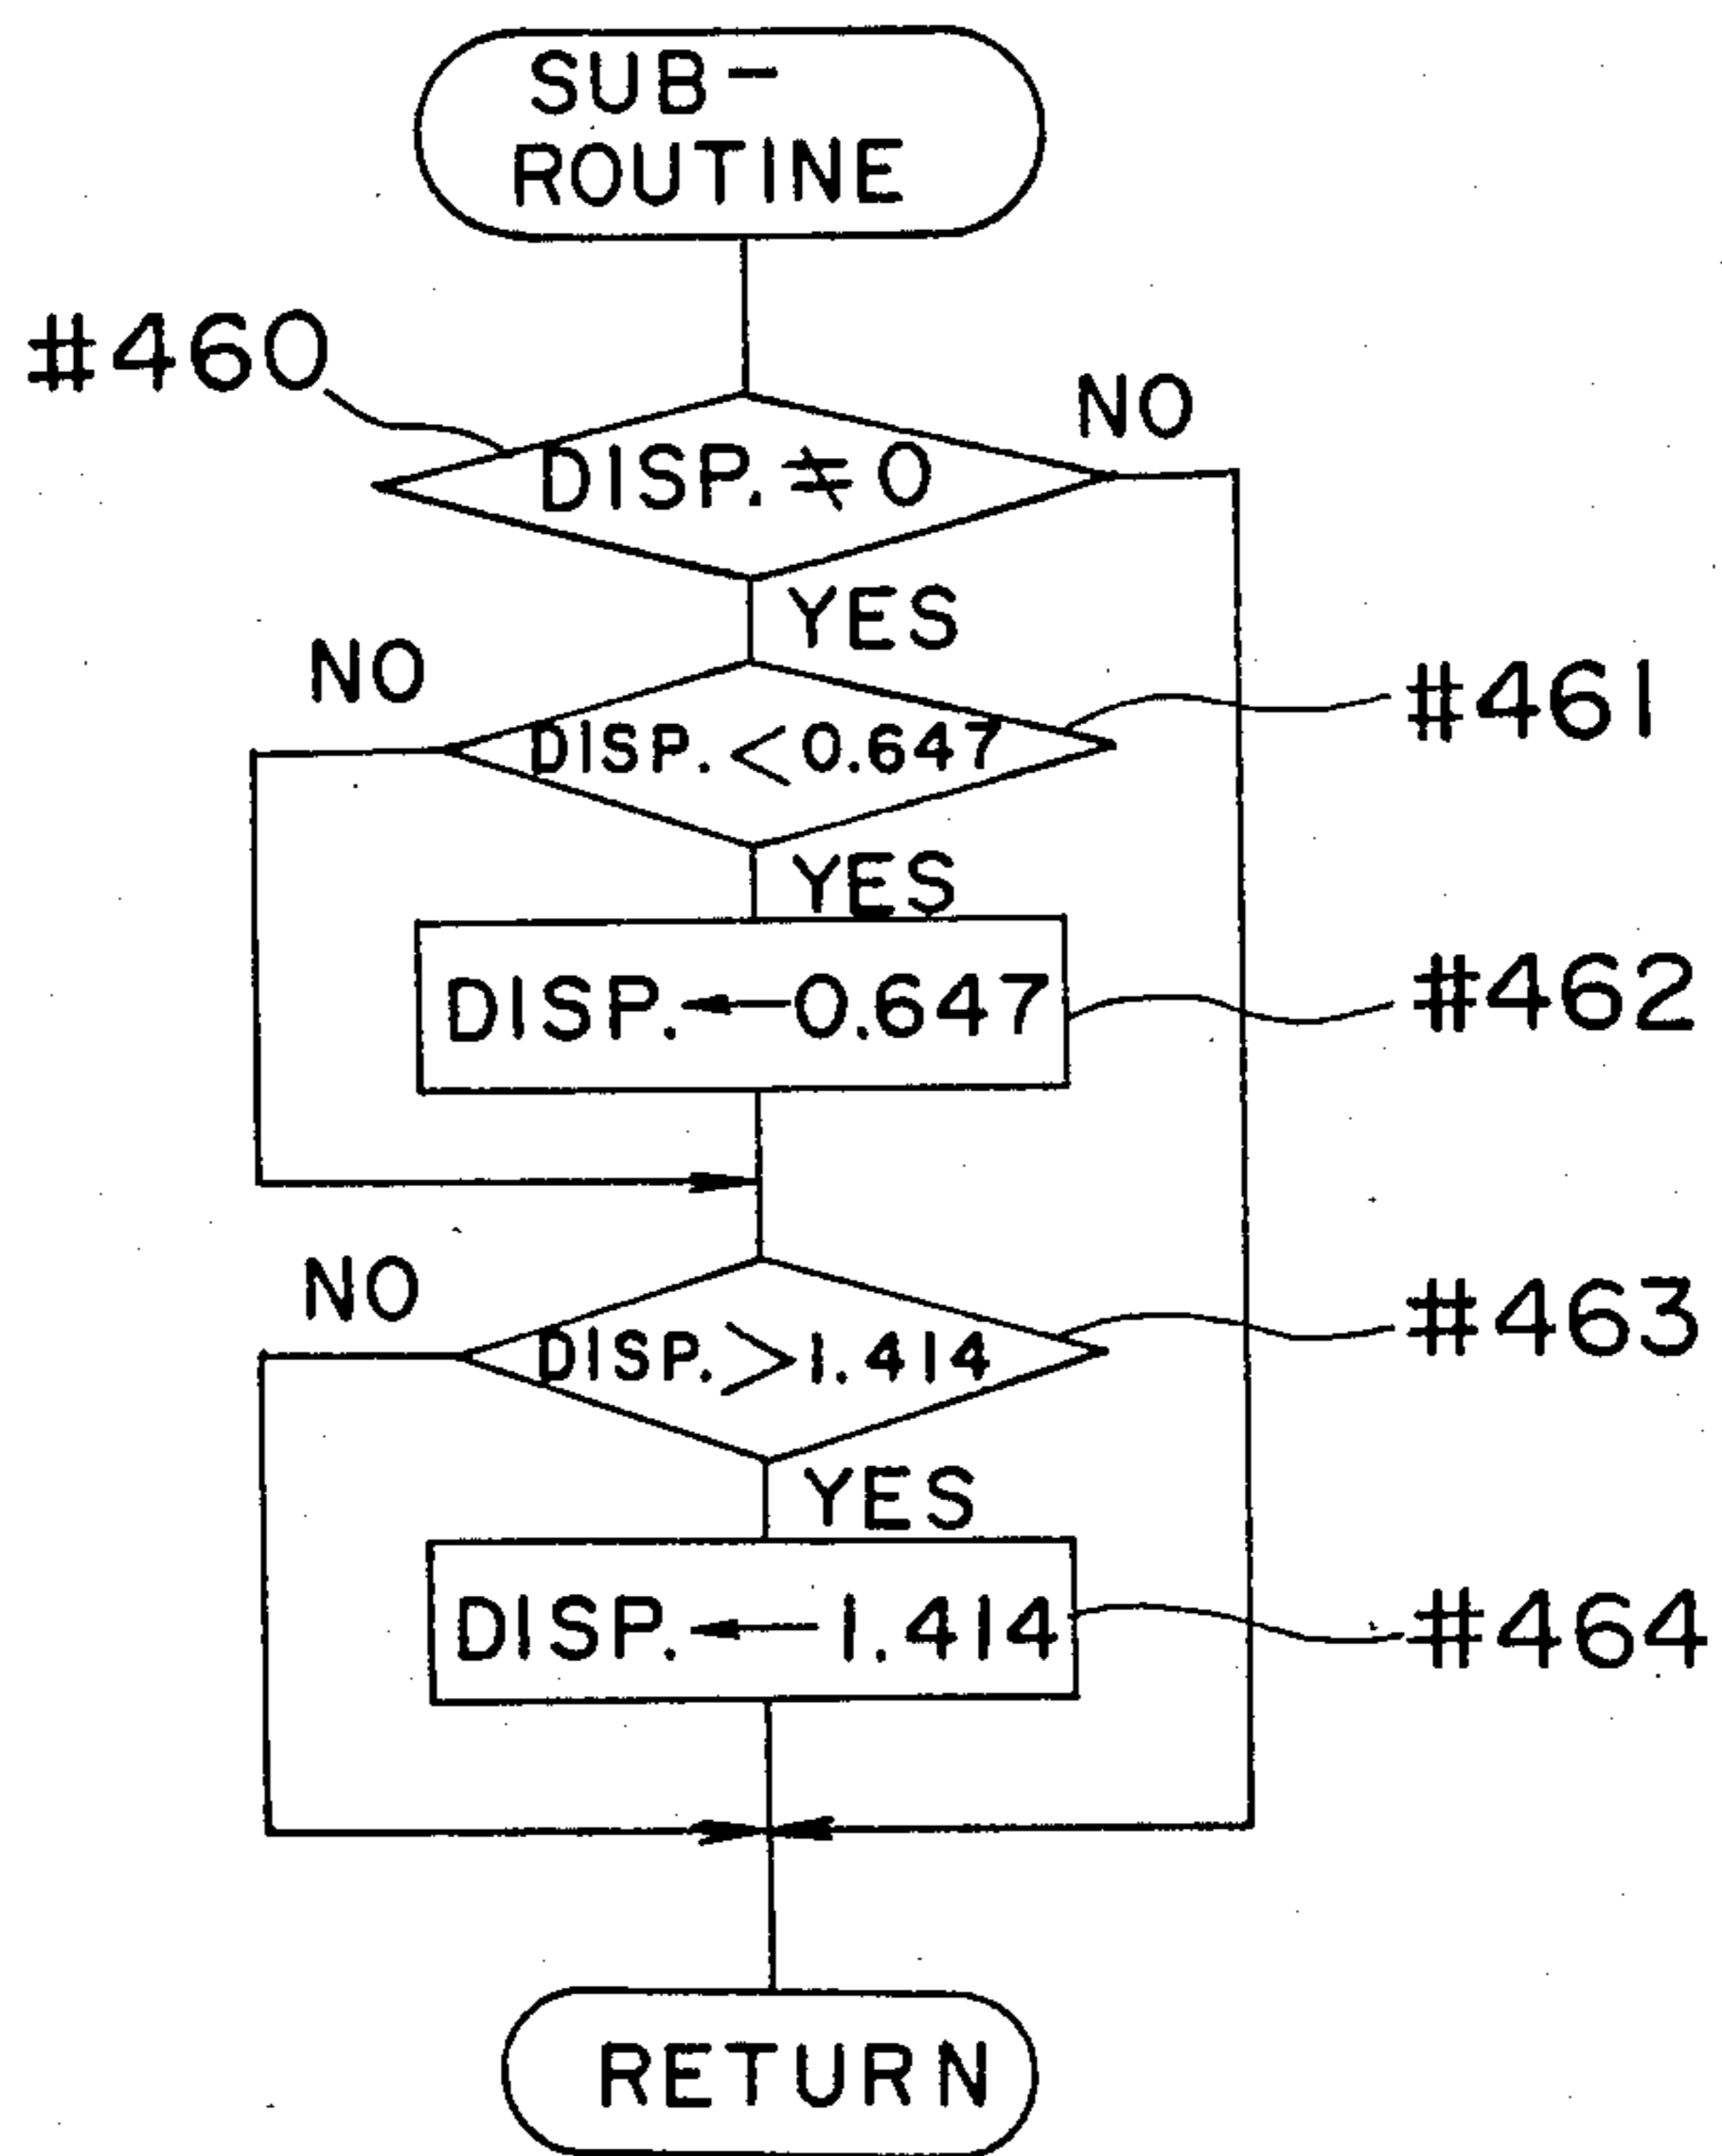 SUB-
ROUTINE
#460
NO
DISP. ≠ 0
YES
NO
#461
DISP. < 0.647
YES
DISP. ← 0.647
#462
NO
#463
DISP. > 1.414
YES
DISP. ← 1.414
#464
RETURN